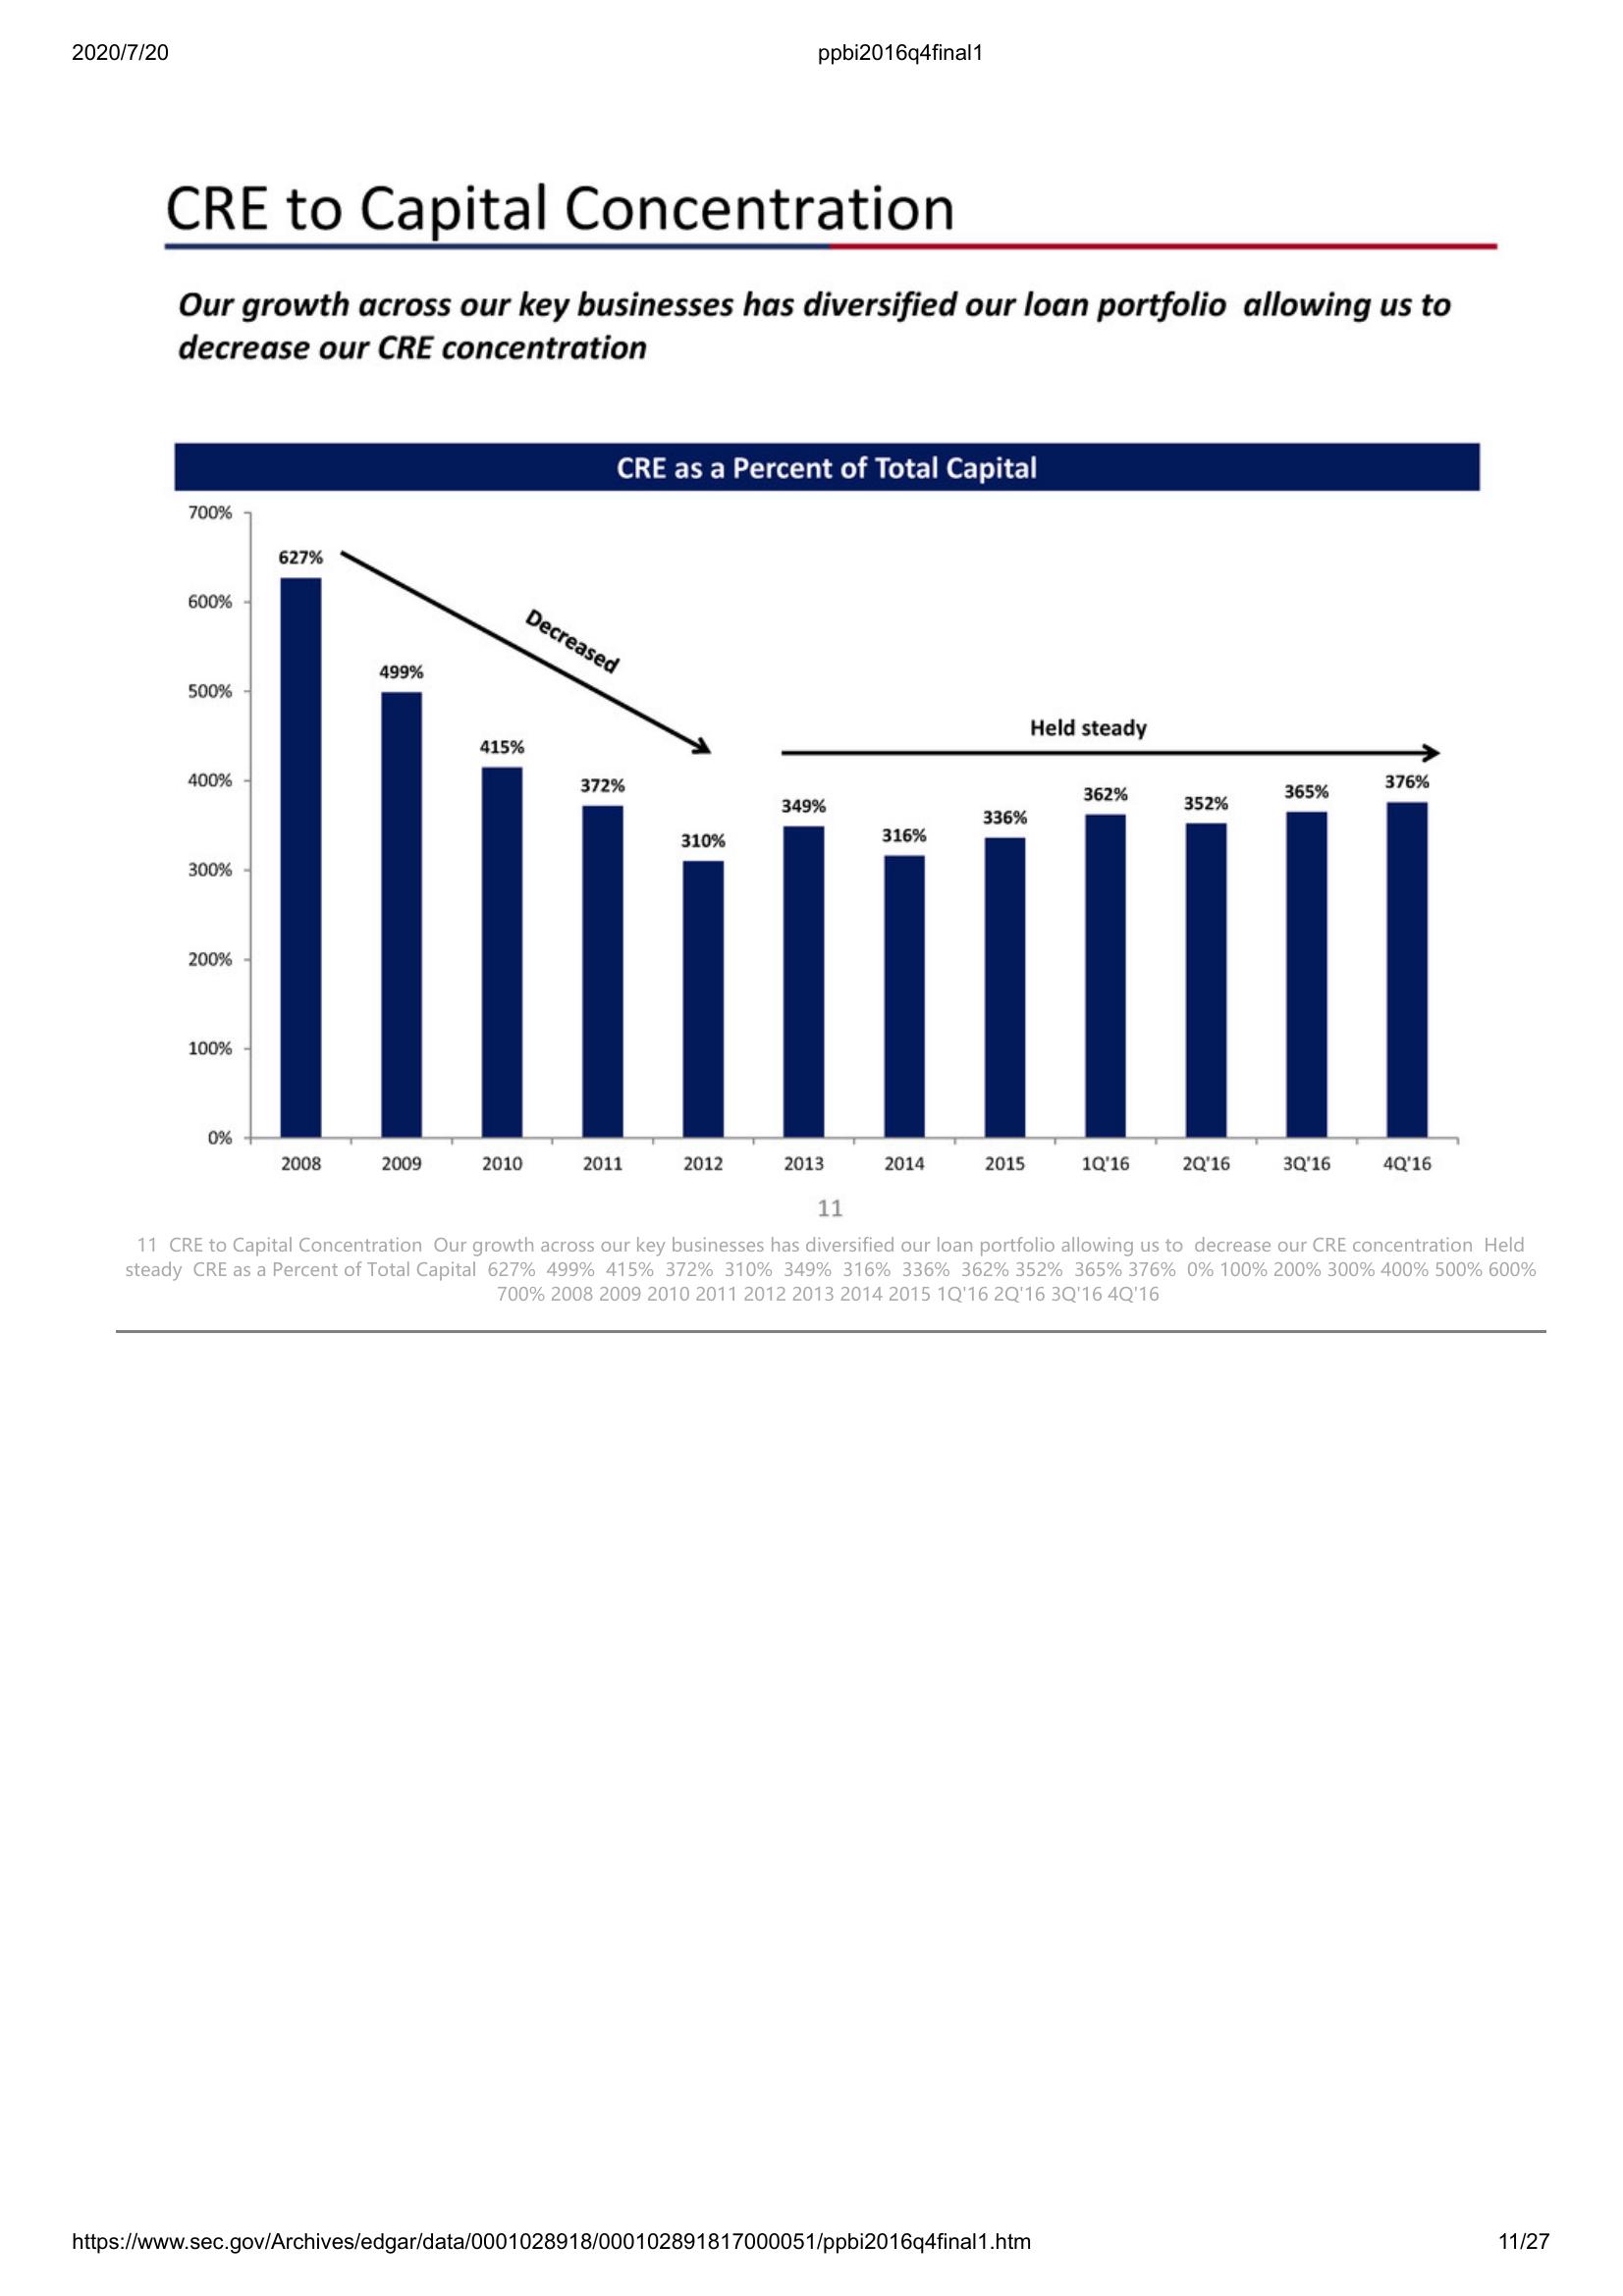 2020/7/20 ppbi2016q4final1
CRE to Capital Concentration
Our growth across our key businesses has diversified our loan portfolio allowing us to
decrease our CRE concentration
CRE as a Percent of Total Capital
700%
600%
500%
400%
300%
200%
100%
0%
627%
499%
415%
372%
310%
349%
316%
336%
362%
352%
365%
376%
Decreased
Held steady
2008 2009 2010 2011 2012 2013 2014 2015 1Q'16 2Q'16 3Q'16 4Q'16
11
11 CRE to Capital Concentration Our growth across our key businesses has diversified our loan portfolio allowing us to decrease our CRE concentration Held
steady CRE as a Percent of Total Capital 627% 499% 415% 372% 310% 349% 316% 336% 362% 352% 365% 376% 0% 100% 200% 300% 400% 500% 600%
700% 2008 2009 2010 2011 2012 2013 2014 2015 1Q'16 2Q'16 3Q'16 4Q'16
https://www.sec.gov/Archives/edgar/data/0001028918/000102891817000051/ppbi2016q4final1.htm 11/27